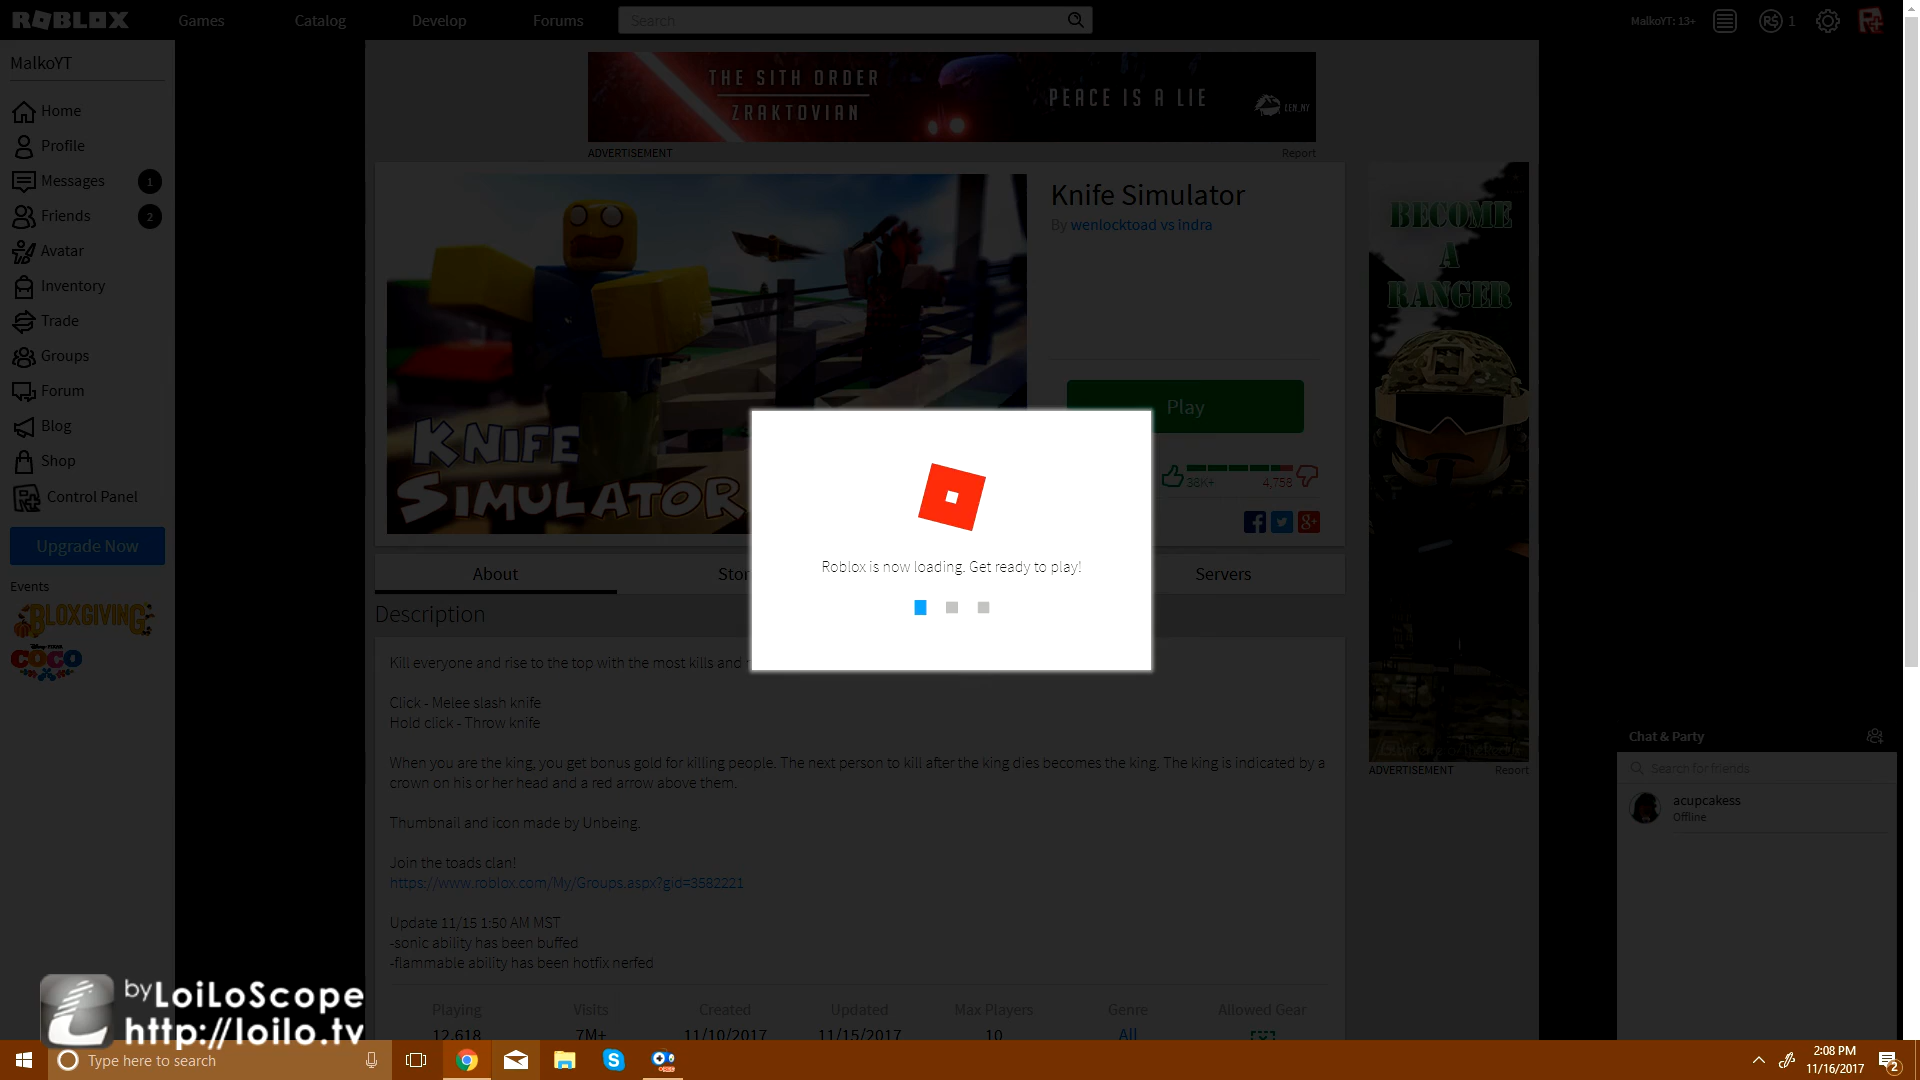 ROBLOX
Games
Catalog
Develop
Forums
Search
MalkoYT: 13+
R$ 1
MalkoYT
Home
Profile
Messages
1
Friends
2
Avatar
Inventory
Trade
Groups
Forum
Blog
Shop
Control Panel
Upgrade Now
Events
BLOXGIVING
DISNEY·PIXAR
COCO
THE SITH ORDER
ZRAKTOVIAN
PEACE IS A LIE
ADVERTISEMENT
Report
KNIFE
SIMULATOR
Knife Simulator
By wenlocktoad vs indra
Play
38K+
4,758
BECOME
A
RANGER
ADVERTISEMENT
Report
Roblox is now loading. Get ready to play!
About
Stor
Servers
Description
Kill everyone and rise to the top with the most kills and
Click - Melee slash knife
Hold click - Throw knife
When you are the king, you get bonus gold for killing people. The next person to kill after the king dies becomes the king. The king is indicated by a
crown on his or her head and a red arrow above them.
Thumbnail and icon made by Unbeing.
Join the toads clan!
https://www.roblox.com/My/Groups.aspx?gid=3582221
Update 11/15 1:50 AM MST
-sonic ability has been buffed
-flammable ability has been hotfix nerfed
Playing
Visits
Created
Updated
Max Players
Genre
Allowed Gear
12,618
7M+
11/10/2017
11/15/2017
10
All
Chat & Party
Search for friends
acupcakess
Offline
by LoiLoScope
http://loilo.tv
Type here to search
2:08 PM
11/16/2017
2